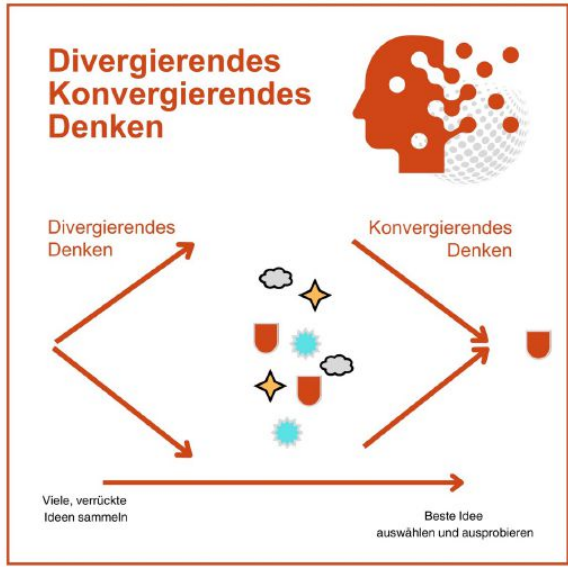 Divergierendes
Konvergierendes
Denken
Divergierendes
Denken
Konvergierendes
Denken
Viele, verrückte
Ideen sammeln
Beste Idee
auswählen und ausprobieren